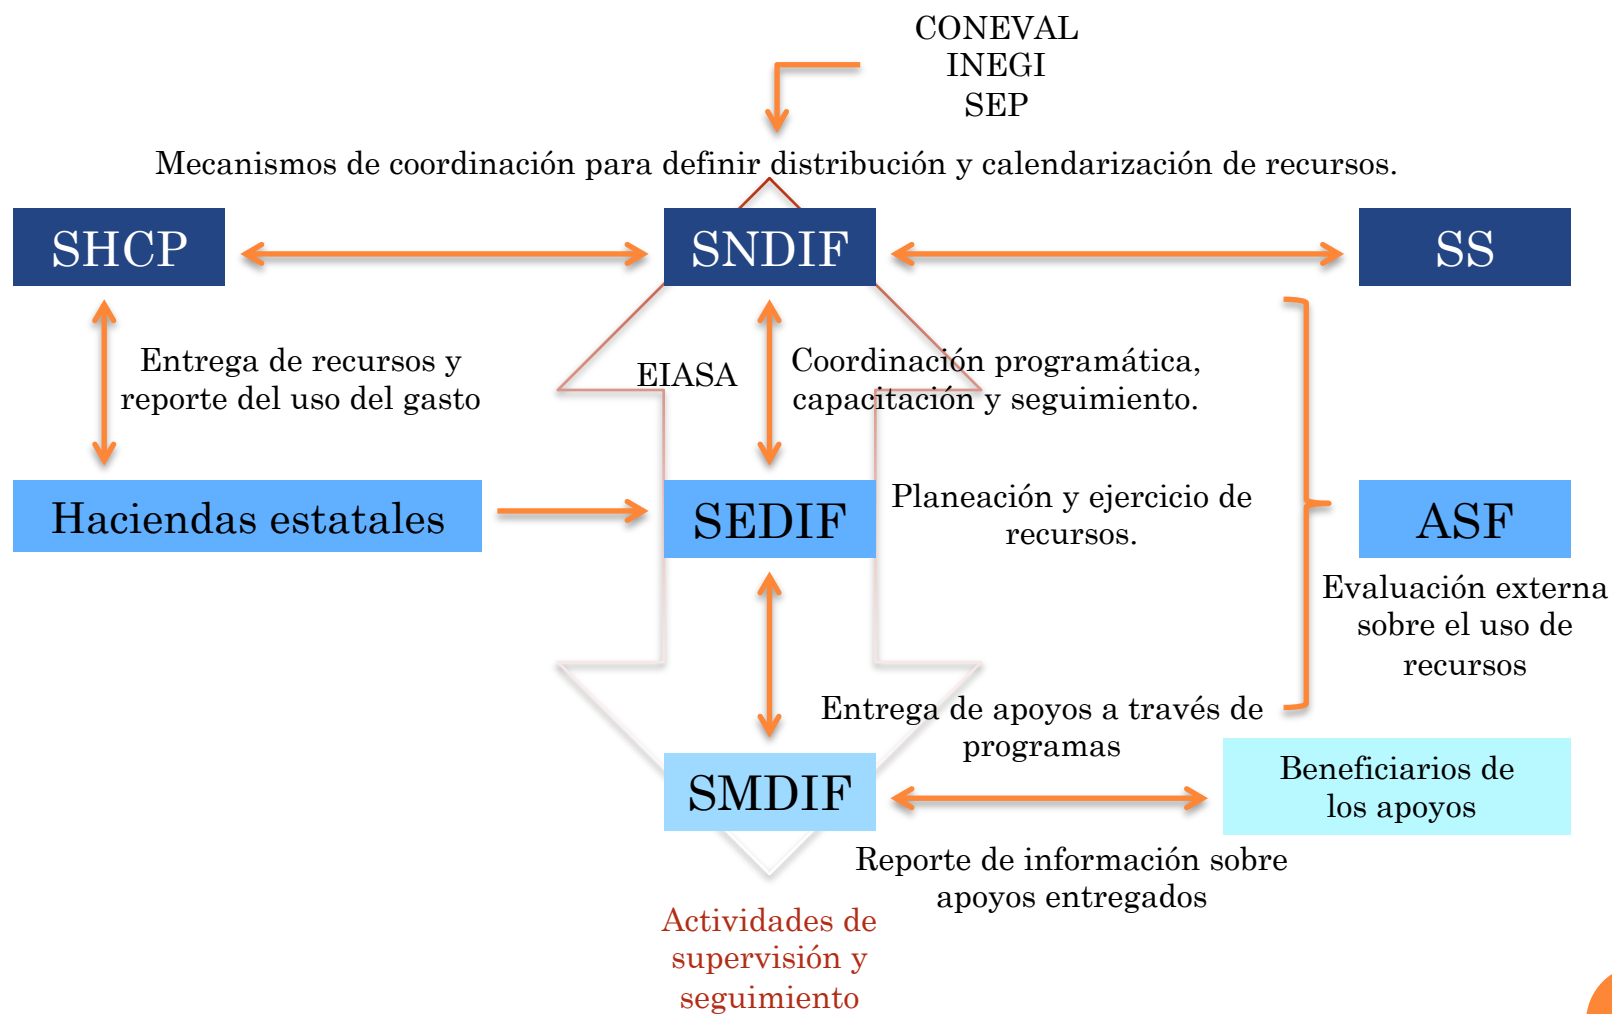 CONEVAL
INEGI
SEP
Mecanismos de coordinación para definir distribución y calendarización de recursos.
SHCP
SNDIF
SS
Entrega de recursos y
reporte del uso del gasto
EIASA
Coordinación programática,
capacitación y seguimiento.
Haciendas estatales
SEDIF
Planeación y ejercicio de
recursos.
ASF
Evaluación externa
sobre el uso de
recursos
Entrega de apoyos a través de
programas
SMDIF
Beneficiarios de
los apoyos
Reporte de información sobre
apoyos entregados
Actividades de
supervisión y
seguimiento